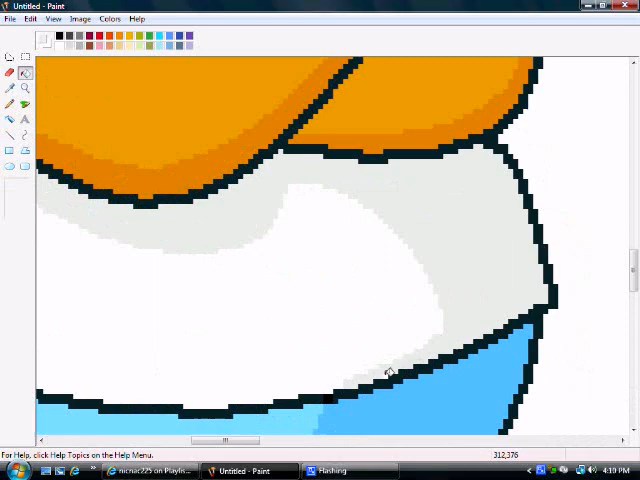 Untitled - Paint
File Edit View Image Colors Help
For Help, click Help Topics on the Help Menu.
312,376
nicnac225 on Playlis...
Untitled - Paint
Flashing
4:10 PM